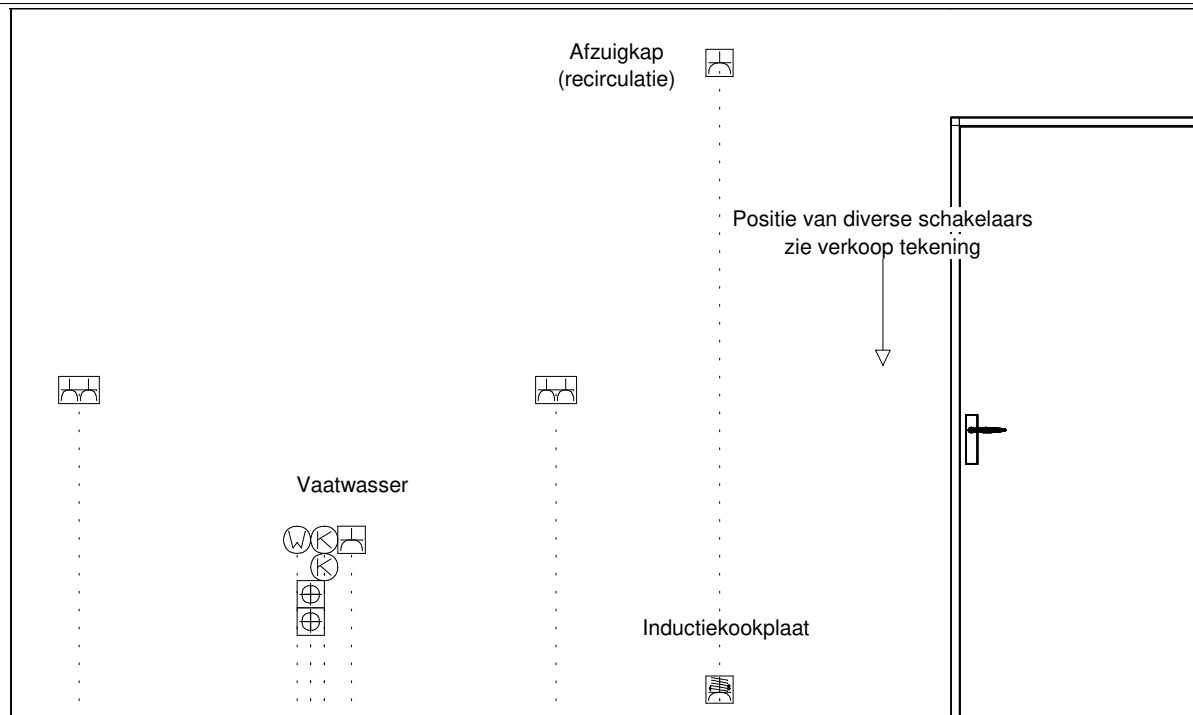 Afzuigkap
(recirculatie)
Positie van diverse schakelaars
zie verkoop tekening
Vaatwasser
W K
K
Inductiekookplaat